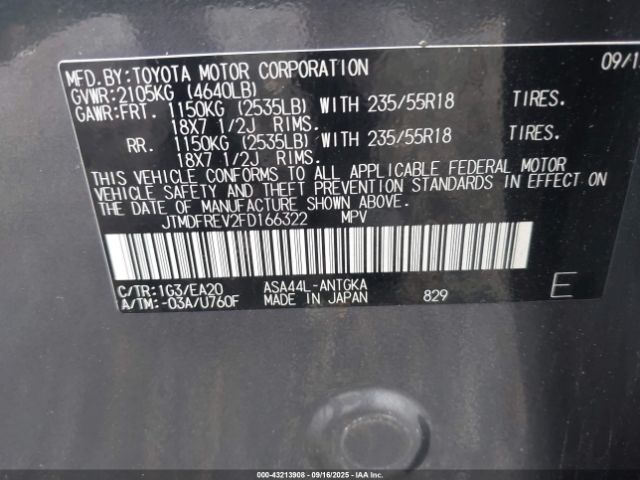 MFD.BY:TOYOTA MOTOR CORPORATION 09/1
GVWR:2105KG (4640LB)
GAWR:FRT. 1150KG (2535LB) WITH 235/55R18 TIRES.
18X7 1/2J RIMS.
RR. 1150KG (2535LB) WITH 235/55R18 TIRES.
18X7 1/2J RIMS.
THIS VEHICLE CONFORMS TO ALL APPLICABLE FEDERAL MOTOR
VEHICLE SAFETY AND THEFT PREVENTION STANDARDS IN EFFECT ON
THE DATE OF MANUFACTURE SHOWN ABOVE.
JTMDFREV2FD166322 MPV
C/TR:1G3/EA20 ASA44L-ANTGKA
A/TM:-03A/U760F MADE IN JAPAN 829 E
000-43213908 - 09/16/2025 - IAAI